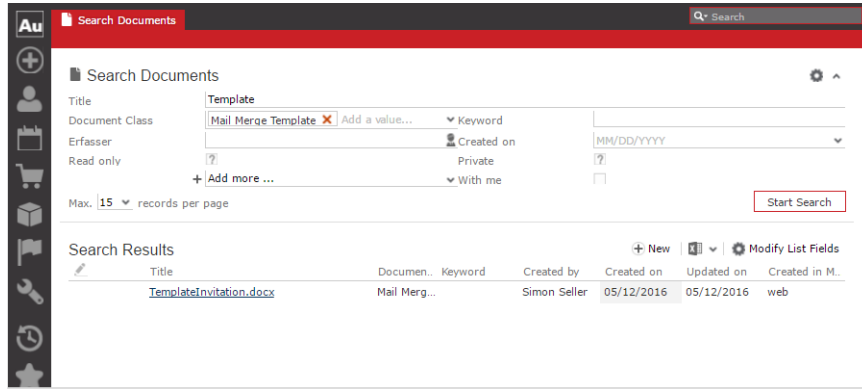 Au Search Documents Search
Search Documents
Title Template
Document Class Mail Merge Template Add a value... Keyword
Erfasser Created on MM/DD/YYYY
Read only ? Private ?
+ Add more ... With me
Max. 15 records per page Start Search
Search Results + New Modify List Fields
Title Documen.. Keyword Created by Created on Updated on Created in M..
TemplateInvitation.docx Mail Merg... Simon Seller 05/12/2016 05/12/2016 web